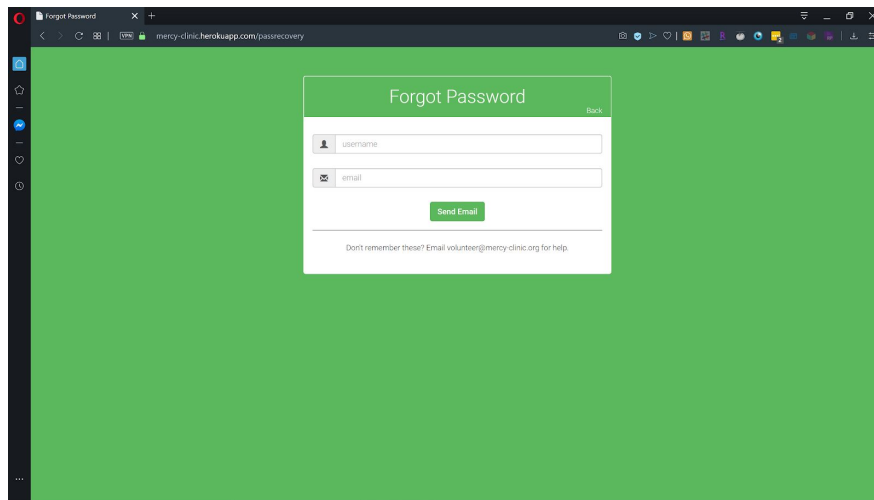 Forgot Password
VPN
mercy-clinic.herokuapp.com/passrecovery
Forgot Password
Back
username
email
Send Email
Don't remember these? Email volunteer@mercy-clinic.org for help.